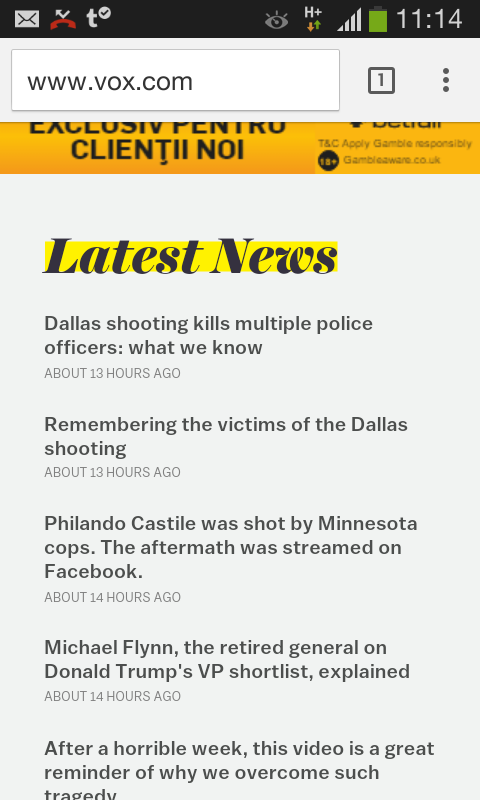 H+
11:14
www.vox.com
1
EXCLUSIV PENTRU
CLIENŢII NOI
betfair
T&C Apply Gamble responsibly
18+ Gambleaware.co.uk
Latest News
Dallas shooting kills multiple police
officers: what we know
ABOUT 13 HOURS AGO
Remembering the victims of the Dallas
shooting
ABOUT 13 HOURS AGO
Philando Castile was shot by Minnesota
cops. The aftermath was streamed on
Facebook.
ABOUT 14 HOURS AGO
Michael Flynn, the retired general on
Donald Trump's VP shortlist, explained
ABOUT 14 HOURS AGO
After a horrible week, this video is a great
reminder of why we overcome such
tragedy